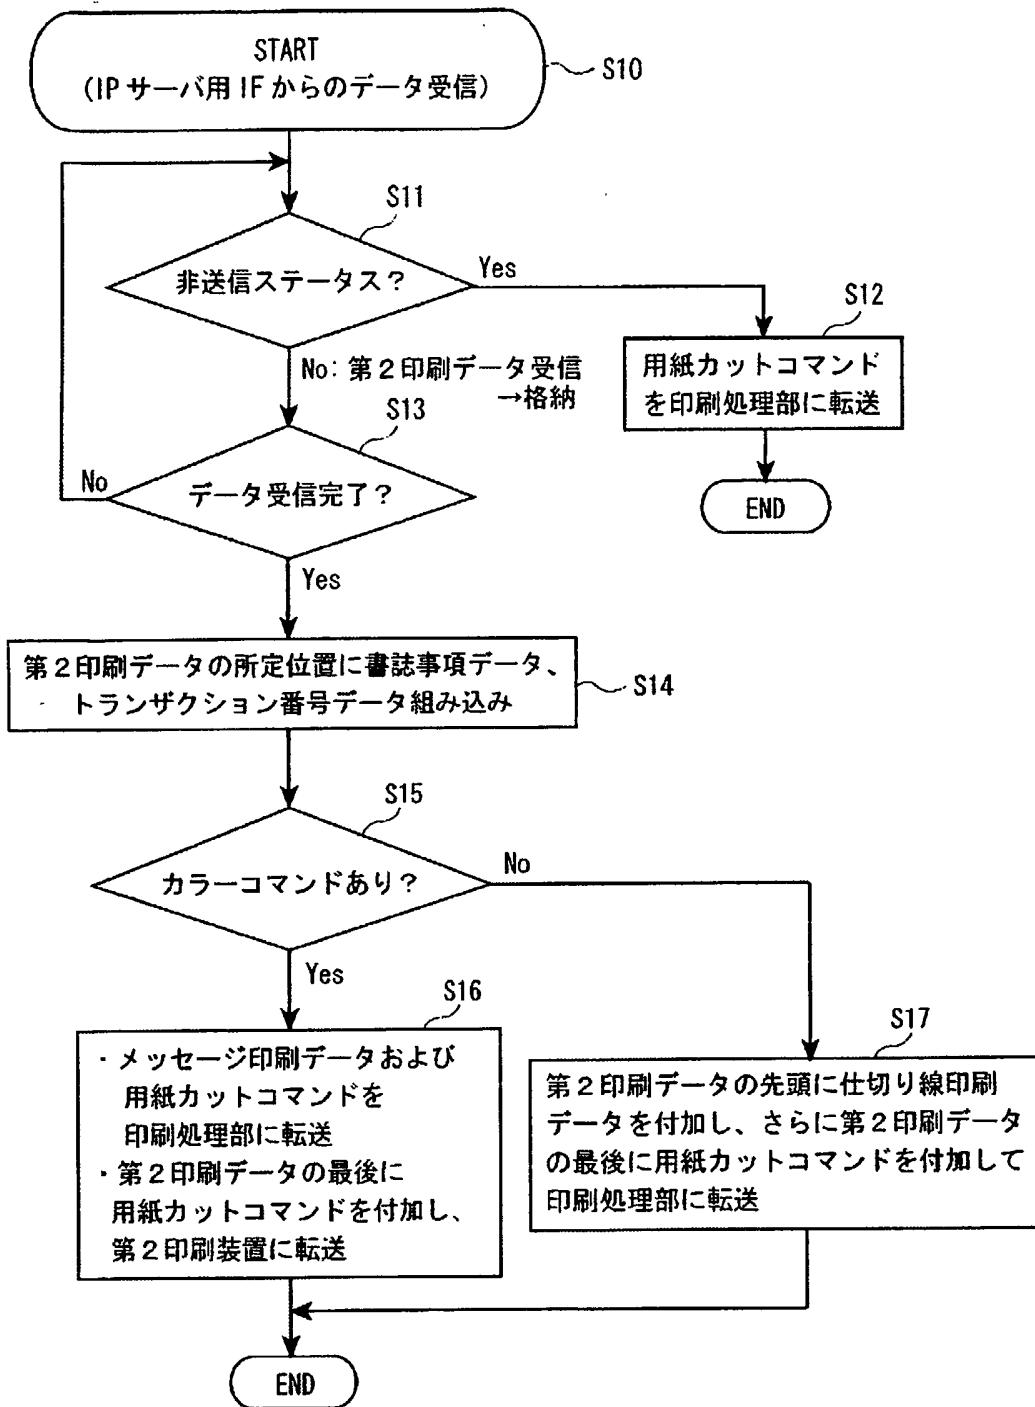 START
(IPサーバ用IFからのデータ受信)
S10
S11
非送信ステータス?
Yes
S12
用紙カットコマンド
を印刷処理部に転送
END
No:第2印刷データ受信
→格納
S13
データ受信完了?
No
Yes
第2印刷データの所定位置に書誌事項データ、
トランザクション番号データ組み込み
S14
S15
カラーコマンドあり?
No
Yes
S16
・メッセージ印刷データおよび
用紙カットコマンドを
印刷処理部に転送
・第2印刷データの最後に
用紙カットコマンドを付加し、
第2印刷装置に転送
S17
第2印刷データの先頭に仕切り線印刷
データを付加し、さらに第2印刷データ
の最後に用紙カットコマンドを付加して
印刷処理部に転送
END